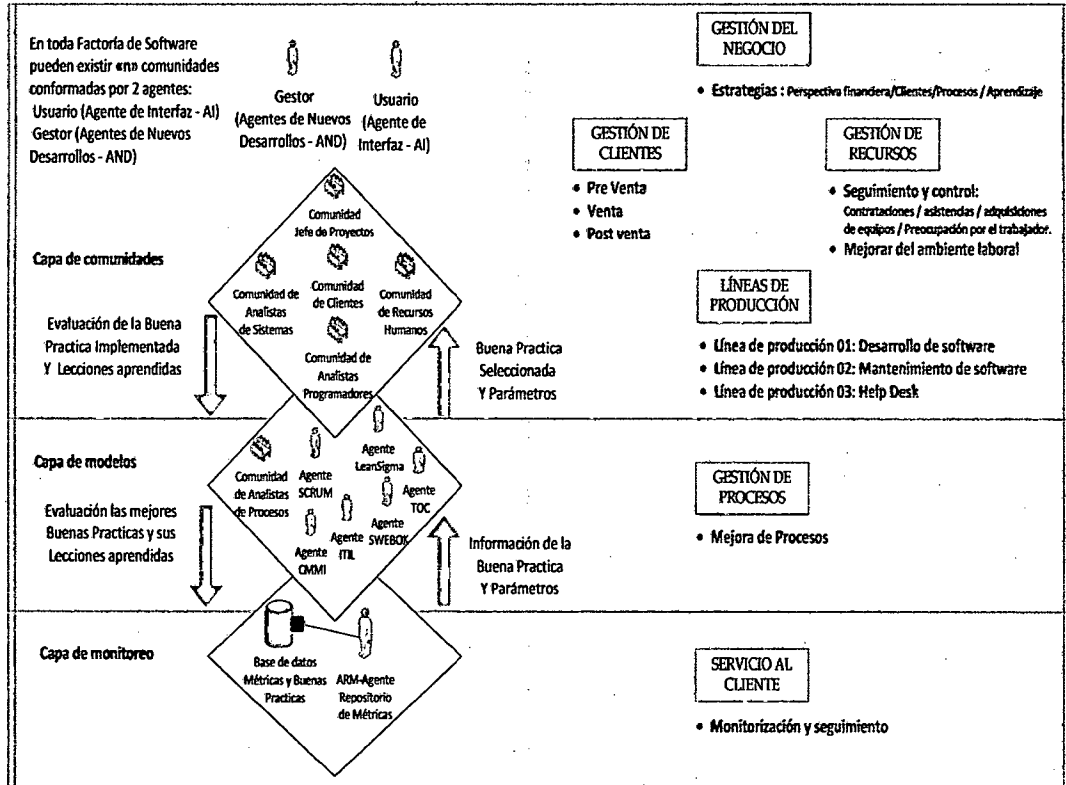 En toda Factoría de Software
pueden existir «n» comunidades
conformadas por 2 agentes:
Usuario (Agente de Interfaz - AI)
Gestor (Agentes de Nuevos
Desarrollos - AND)
Gestor
(Agentes de Nuevos
Desarrollos - AND)
Usuario
(Agente de
Interfaz - AI)
GESTIÓN DEL
NEGOCIO
• Estrategias : Perspectiva financiera/Clientes/Procesos / Aprendizaje
GESTIÓN DE
CLIENTES
• Pre Venta
• Venta
• Post venta
GESTIÓN DE
RECURSOS
• Seguimiento y control:
Contrataciones / asistencias / adquisiciones
de equipos / Preocupación por el trabajador.
• Mejorar del ambiente laboral
Capa de comunidades
Comunidad
Jefe de Proyectos
Comunidad de
Analistas
de Sistemas
Comunidad
de Clientes
Comunidad
de Recursos
Humanos
Comunidad de
Analistas
Programadores
Evaluación de la Buena
Practica Implementada
Y Lecciones aprendidas
Buena Practica
Seleccionada
Y Parámetros
LÍNEAS DE
PRODUCCIÓN
• Línea de producción 01: Desarrollo de software
• Línea de producción 02: Mantenimiento de software
• Línea de producción 03: Help Desk
Capa de modelos
Comunidad
de Analistas
de Procesos
Agente
SCRUM
Agente
LeanSigma
Agente
TOC
Agente
SWEBOK
Agente
ITIL
Agente
CMMI
Evaluación las mejores
Buenas Practicas y sus
Lecciones aprendidas
Información de la
Buena Practica
Y Parámetros
GESTIÓN DE
PROCESOS
• Mejora de Procesos
Capa de monitoreo
Base de datos
Métricas y Buenas
Practicas
ARM-Agente
Repositorio
de Métricas
SERVICIO AL
CLIENTE
• Monitorización y seguimiento